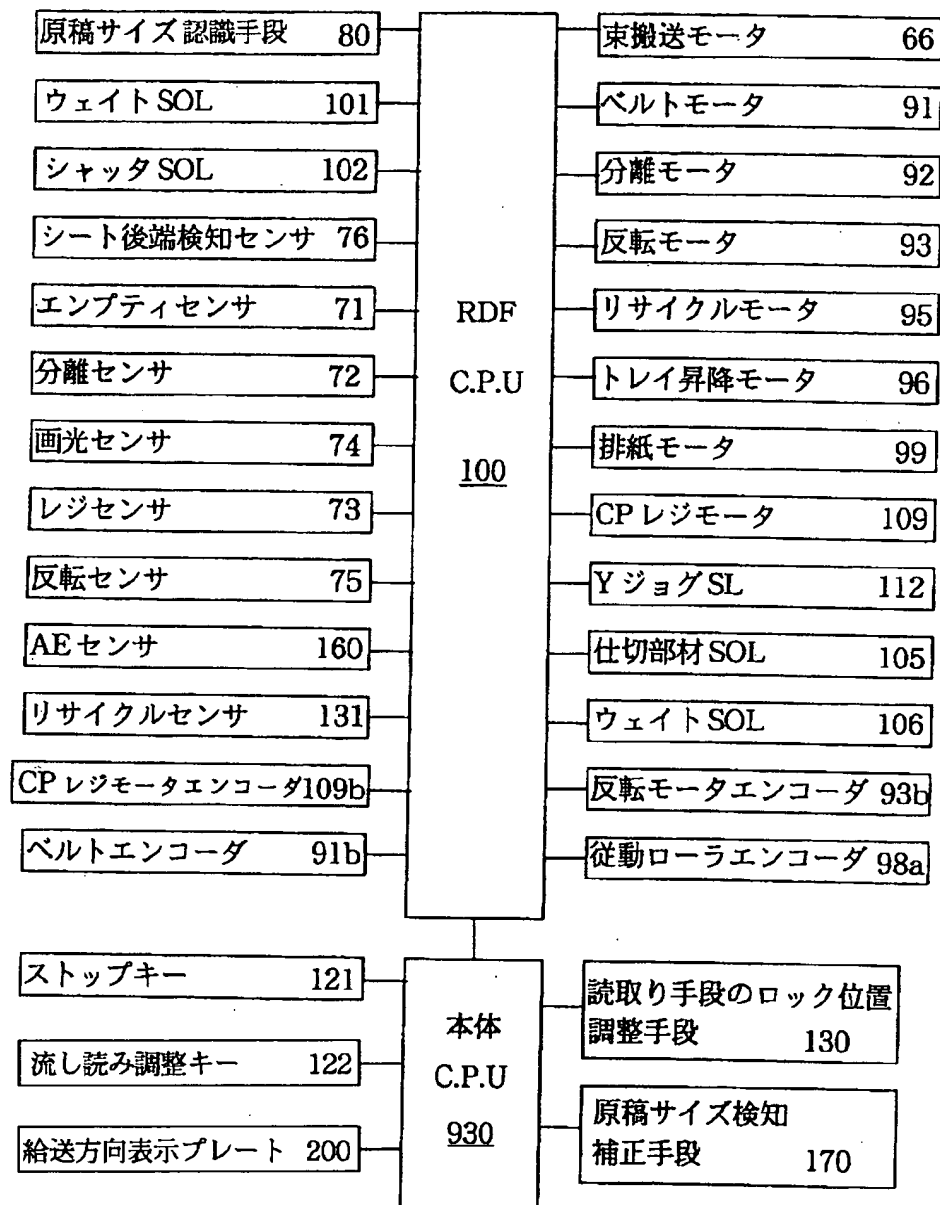 原稿サイズ認識手段 80
ウェイトSOL 101
シャッタSOL 102
シート後端検知センサ 76
エンプティセンサ 71
分離センサ 72
画光センサ 74
レジセンサ 73
反転センサ 75
AEセンサ 160
リサイクルセンサ 131
CPレジモータエンコーダ 109b
ベルトエンコーダ 91b
RDF
C.P.U
100
束搬送モータ 66
ベルトモータ 91
分離モータ 92
反転モータ 93
リサイクルモータ 95
トレイ昇降モータ 96
排紙モータ 99
CPレジモータ 109
YジョグSL 112
仕切部材SOL 105
ウェイトSOL 106
反転モータエンコーダ 93b
従動ローラエンコーダ 98a
ストップキー 121
流し読み調整キー 122
給送方向表示プレート 200
本体
C.P.U
930
読取り手段のロック位置
調整手段 130
原稿サイズ検知
補正手段 170